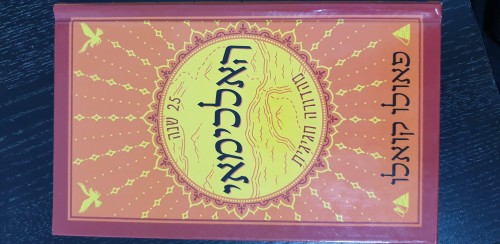 25 שנה
האלכימאי
מהדורה חגיגית
פאולו קואלו